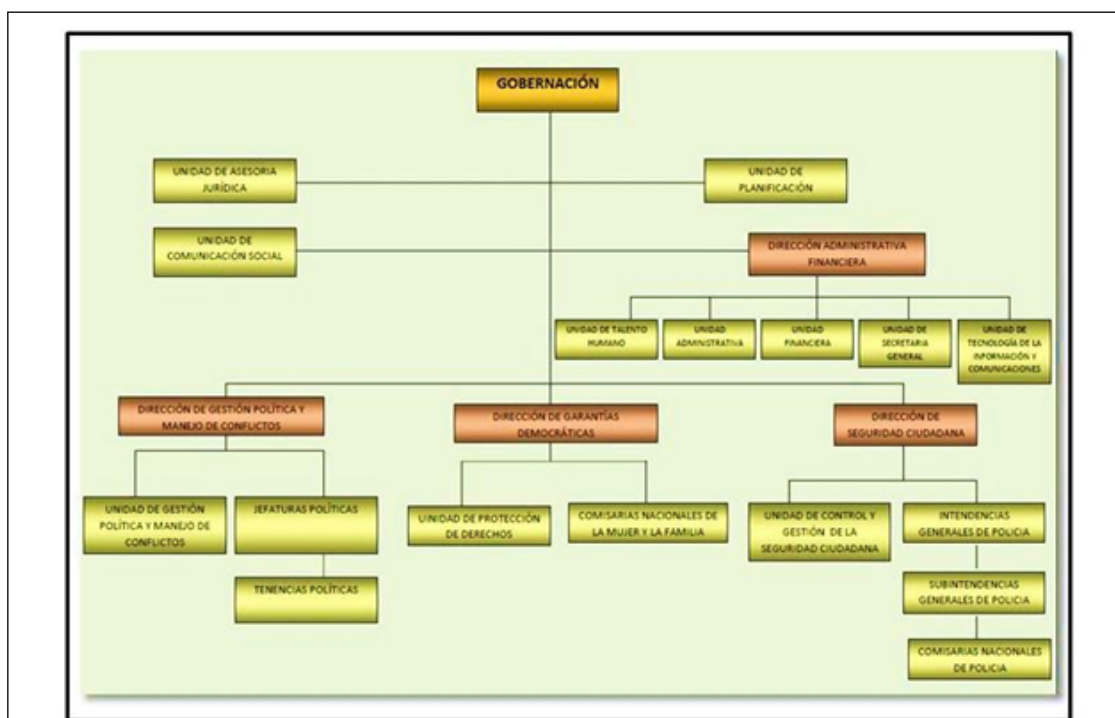 GOBERNACIÓN
UNIDAD DE ASESORIA
JURÍDICA
UNIDAD DE
PLANIFICACIÓN
UNIDAD DE
COMUNICACIÓN SOCIAL
DIRECCIÓN ADMINISTRATIVA
FINANCIERA
UNIDAD DE TALENTO
HUMANO
UNIDAD
ADMINISTRATIVA
UNIDAD
FINANCIERA
UNIDAD DE
SECRETARIA
GENERAL
UNIDAD DE
TECNOLOGÍA DE LA
INFORMACIÓN Y
COMUNICACIONES
DIRECCIÓN DE GESTIÓN POLÍTICA Y
MANEJO DE CONFLICTOS
DIRECCIÓN DE GARANTÍAS
DEMOCRÁTICAS
DIRECCIÓN DE
SEGURIDAD CIUDADANA
UNIDAD DE GESTIÓN
POLÍTICA Y MANEJO DE
CONFLICTOS
JEFATURAS POLÍTICAS
TENENCIAS POLÍTICAS
UINIDAD DE PROTECCIÓN
DE DERECHOS
COMISARIAS NACIONALES DE
LA MUJER Y LA FAMILIA
UNIDAD DE CONTROL Y
GESTIÓN DE LA
SEGURIDAD CIUDADANA
INTENDENCIAS
GENERALES DE POLICIA
SUBINTENDENCIAS
GENERALES DE POLICIA
COMISARIAS NACIONALES
DE POLICIA